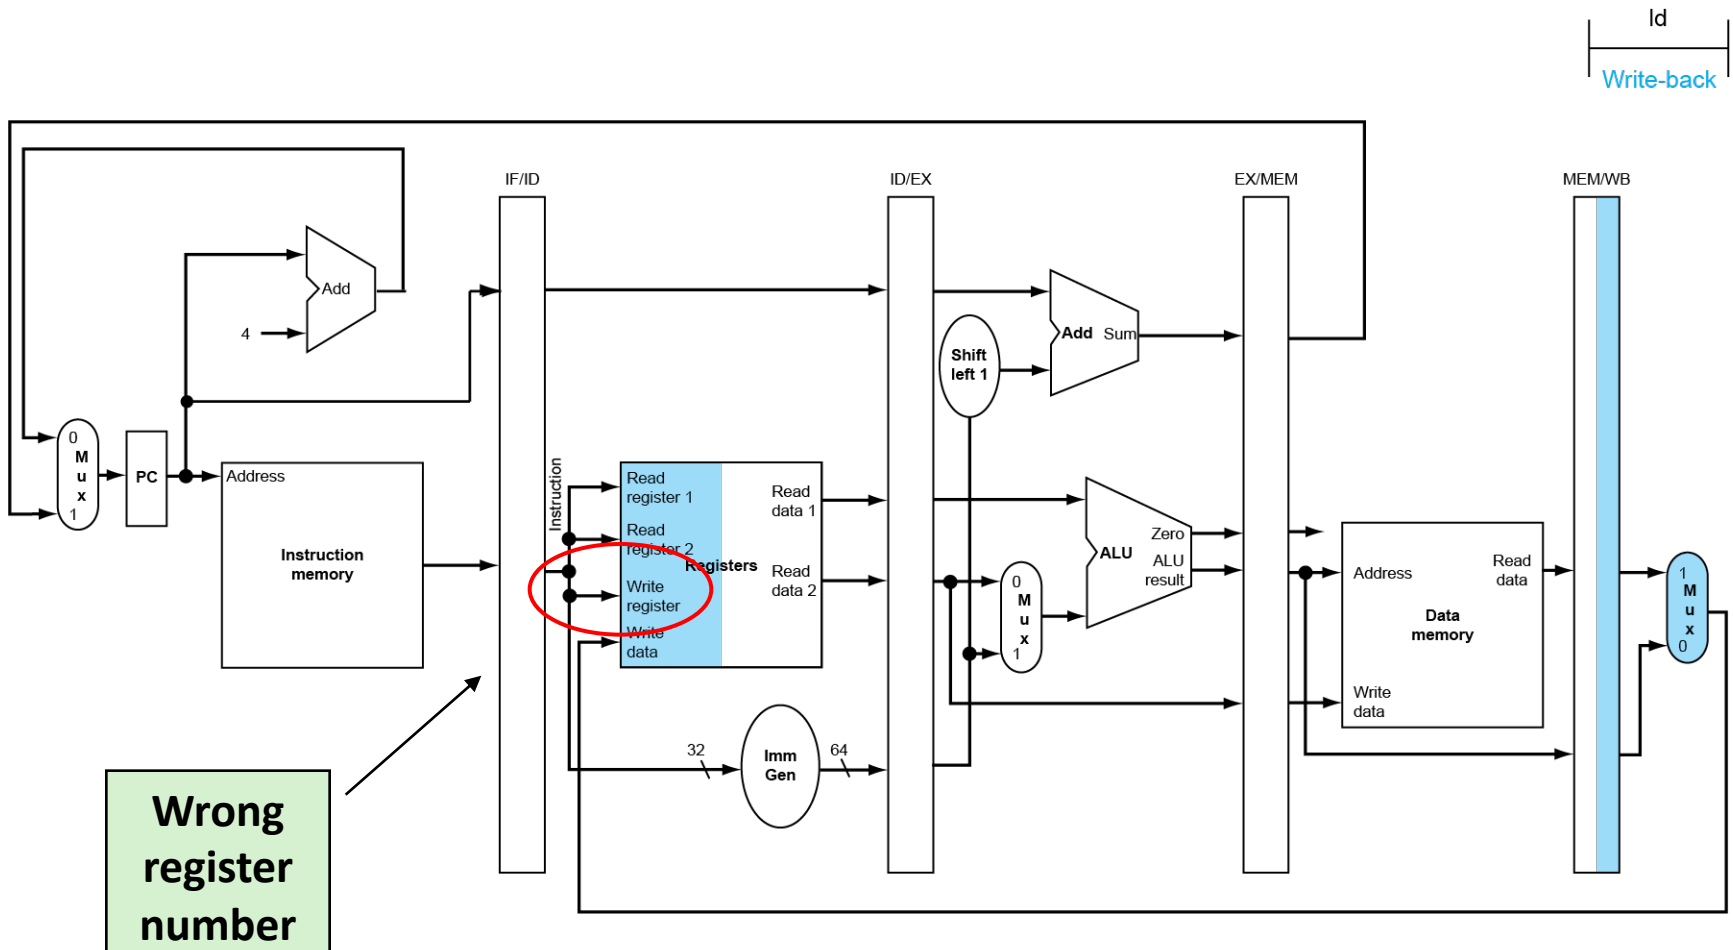 ld
Write-back
IF/ID
ID/EX
EX/MEM
MEM/WB
Add
4
Add Sum
Shift
left 1
0
M
u
x
1
PC
Address
Instruction
memory
Instruction
Read
register 1
Read
register 2
Registers
Write
register
Write
data
Read
data 1
Read
data 2
0
M
u
x
1
ALU
Zero
ALU
result
Address
Read
data
Data
memory
Write
data
1
M
u
x
0
32
Imm
Gen
64
Wrong
register
number